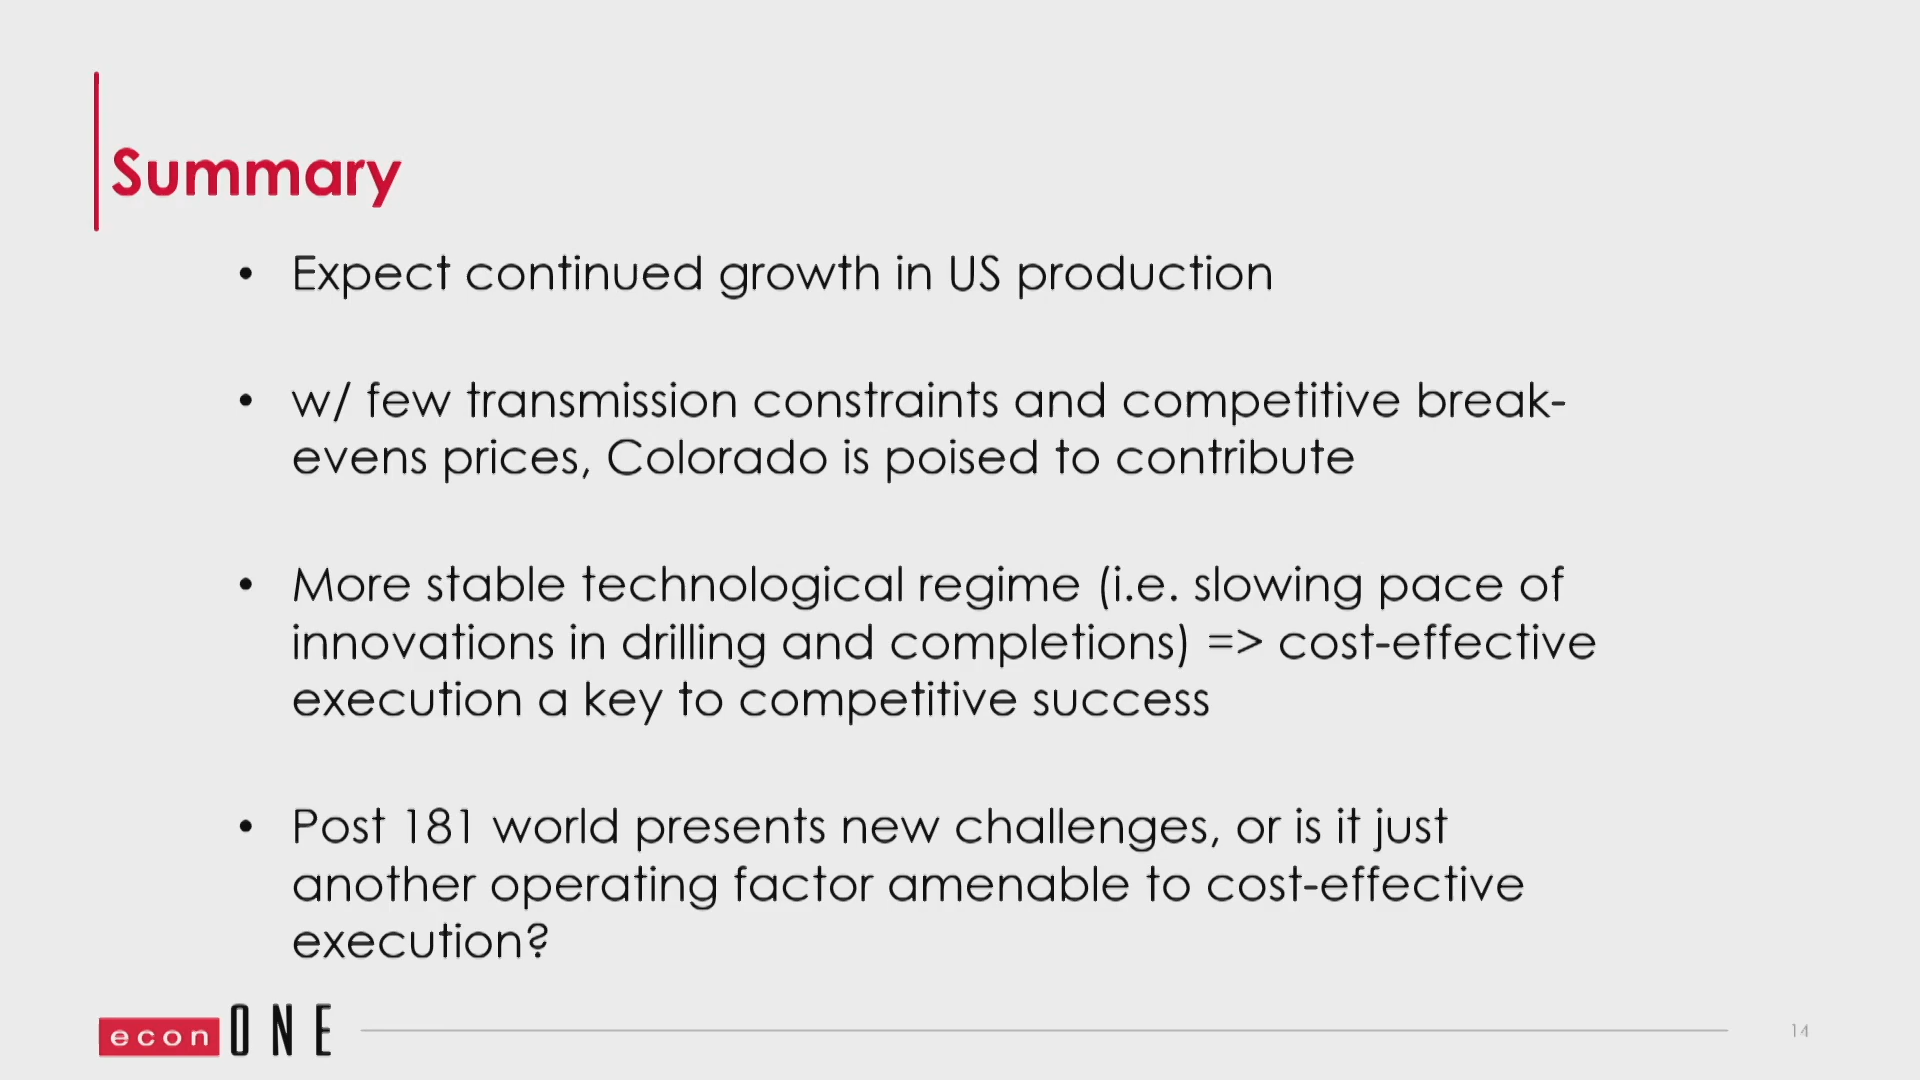 Summary
• Expect continued growth in US production
• w/ few transmission constraints and competitive break-
evens prices, Colorado is poised to contribute
• More stable technological regime (i.e. slowing pace of
innovations in drilling and completions) => cost-effective
execution a key to competitive success
• Post 181 world presents new challenges, or is it just
another operating factor amenable to cost-effective
execution?
econ ONE
14